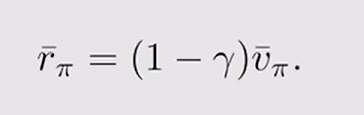 r̄_π = (1 − γ)v̄_π.